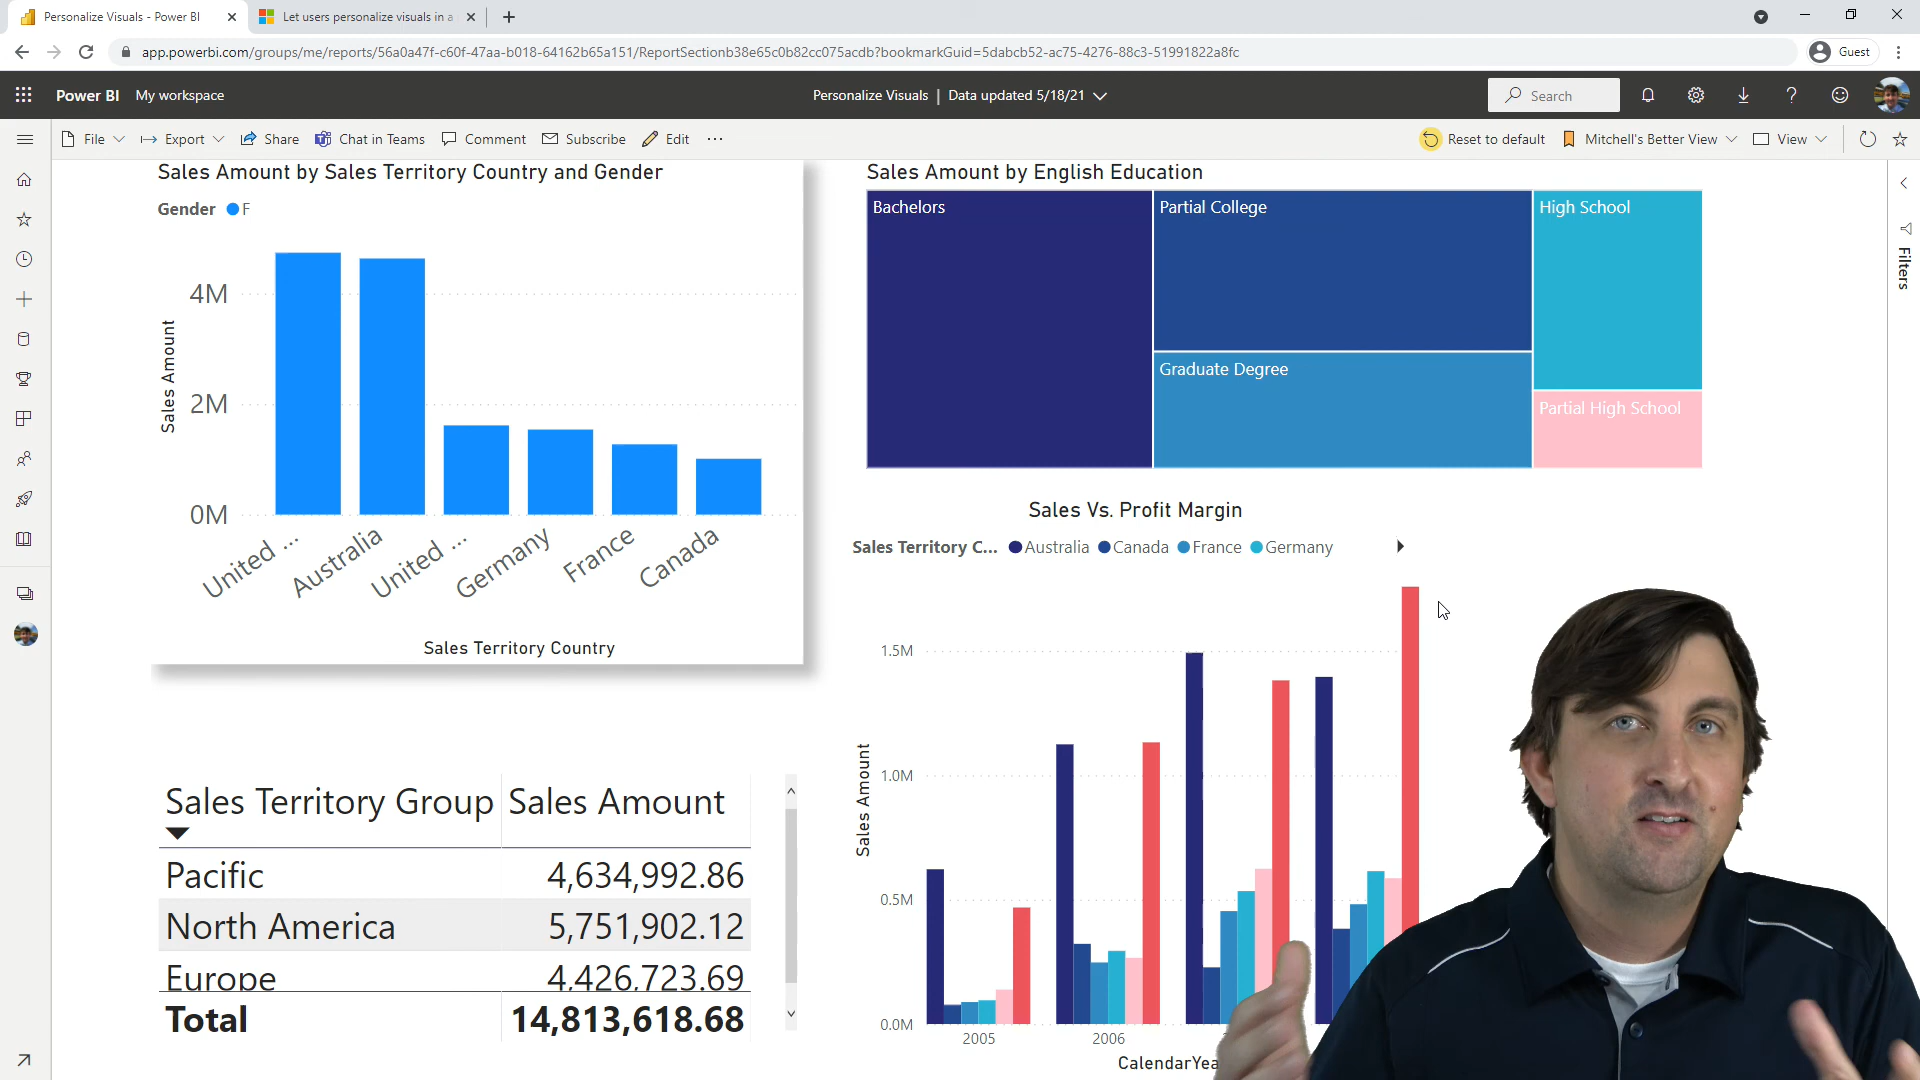 Personalize Visuals - Power BI
Let users personalize visuals in a
app.powerbi.com/groups/me/reports/56a0a47f-c60f-47aa-b018-64162b65a151/ReportSectionb38e65c0b82cc075acdb?bookmarkGuid=5dabcb52-ac75-4276-88c3-51991822a8fc
Guest
Power BI My workspace
Personalize Visuals | Data updated 5/18/21
Search
File Export Share Chat in Teams Comment Subscribe Edit ...
Reset to default Mitchell's Better View View
Sales Amount by Sales Territory Country and Gender
Gender F
4M
2M
0M
Sales Amount
United ...
Australia
United ...
Germany
France
Canada
Sales Territory Country
Sales Amount by English Education
Bachelors
Partial College
High School
Graduate Degree
Partial High School
Filters
Sales Vs. Profit Margin
Sales Territory C... Australia Canada France Germany
1.5M
1.0M
0.5M
0.0M
Sales Amount
2005
2006
CalendarYea
Sales Territory Group Sales Amount
Pacific 4,634,992.86
North America 5,751,902.12
Europe 4,426,723.69
Total 14,813,618.68